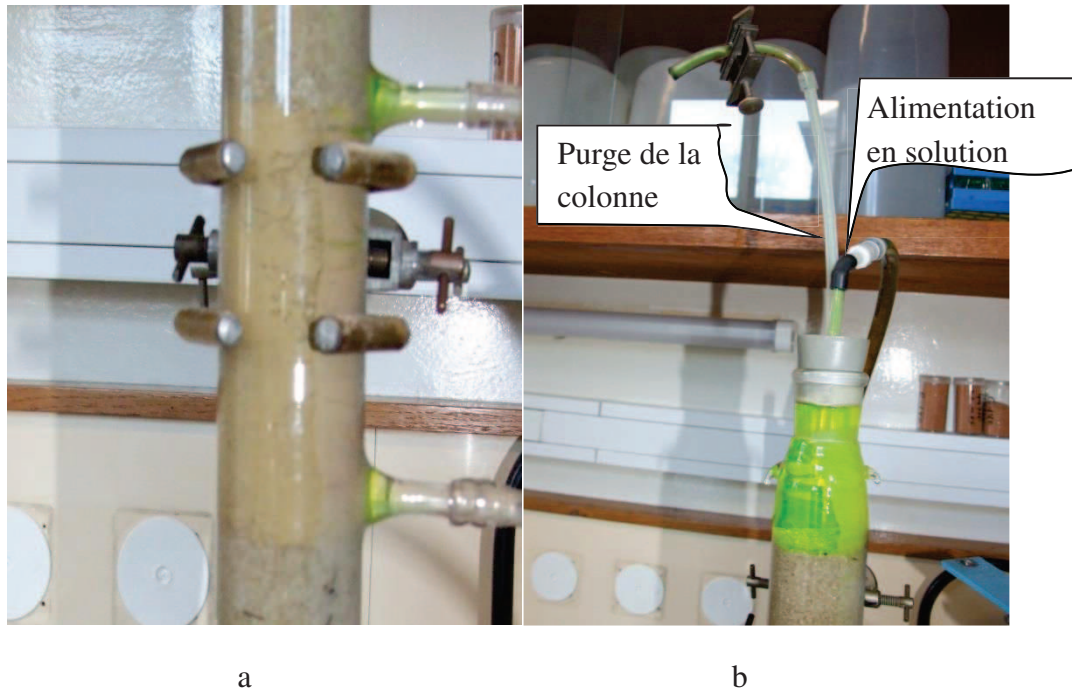 Purge de la
colonne
Alimentation
en solution
a
b